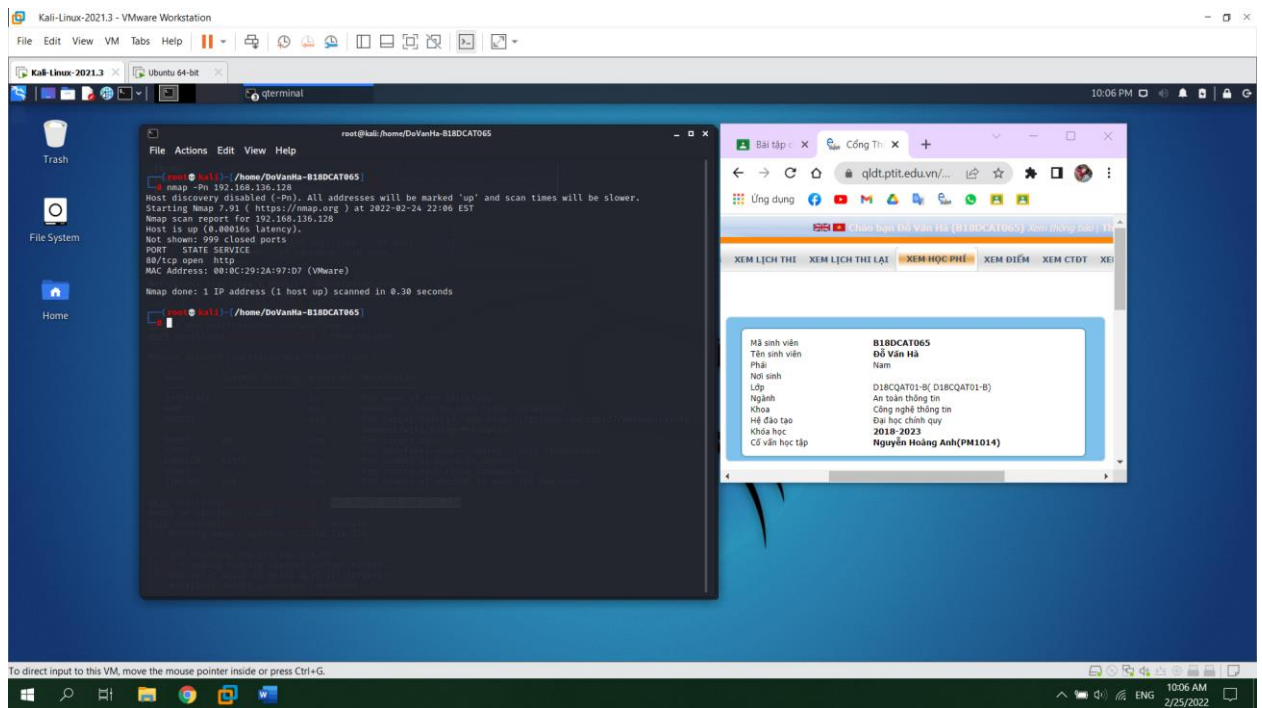 Kali-Linux-2021.3 - VMware Workstation
File Edit View VM Tabs Help
Kali-Linux-2021.3
Ubuntu 64-bit
qterminal
10:06 PM
Trash
File System
Home
root@kali: /home/DoVanHa-B18DCAT065
File Actions Edit View Help
(root kali)-[/home/DoVanHa-B18DCAT065]
# nmap -Pn 192.168.136.128
Host discovery disabled (-Pn). All addresses will be marked 'up' and scan times will be slower.
Starting Nmap 7.91 ( https://nmap.org ) at 2022-02-24 22:06 EST
Nmap scan report for 192.168.136.128
Host is up (0.00016s latency).
Not shown: 999 closed ports
PORT STATE SERVICE
80/tcp open http
MAC Address: 00:0C:29:2A:97:D7 (VMware)
Nmap done: 1 IP address (1 host up) scanned in 0.30 seconds
(root kali)-[/home/DoVanHa-B18DCAT065]
#
Bài tập
Cổng Th
qldt.ptit.edu.vn/...
Ứng dụng
Chào bạn Đỗ Văn Hà (B18DCAT065) Xem thông báo | Th
XEM LỊCH THI XEM LỊCH THI LẠI XEM HỌC PHÍ XEM ĐIỂM XEM CTĐT XE
Mã sinh viên B18DCAT065
Tên sinh viên Đỗ Văn Hà
Phái Nam
Nơi sinh
Lớp D18CQAT01-B( D18CQAT01-B)
Ngành An toàn thông tin
Khoa Công nghệ thông tin
Hệ đào tạo Đại học chính quy
Khóa học 2018-2023
Cố vấn học tập Nguyễn Hoàng Anh(PM1014)
To direct input to this VM, move the mouse pointer inside or press Ctrl+G.
ENG
10:06 AM
2/25/2022